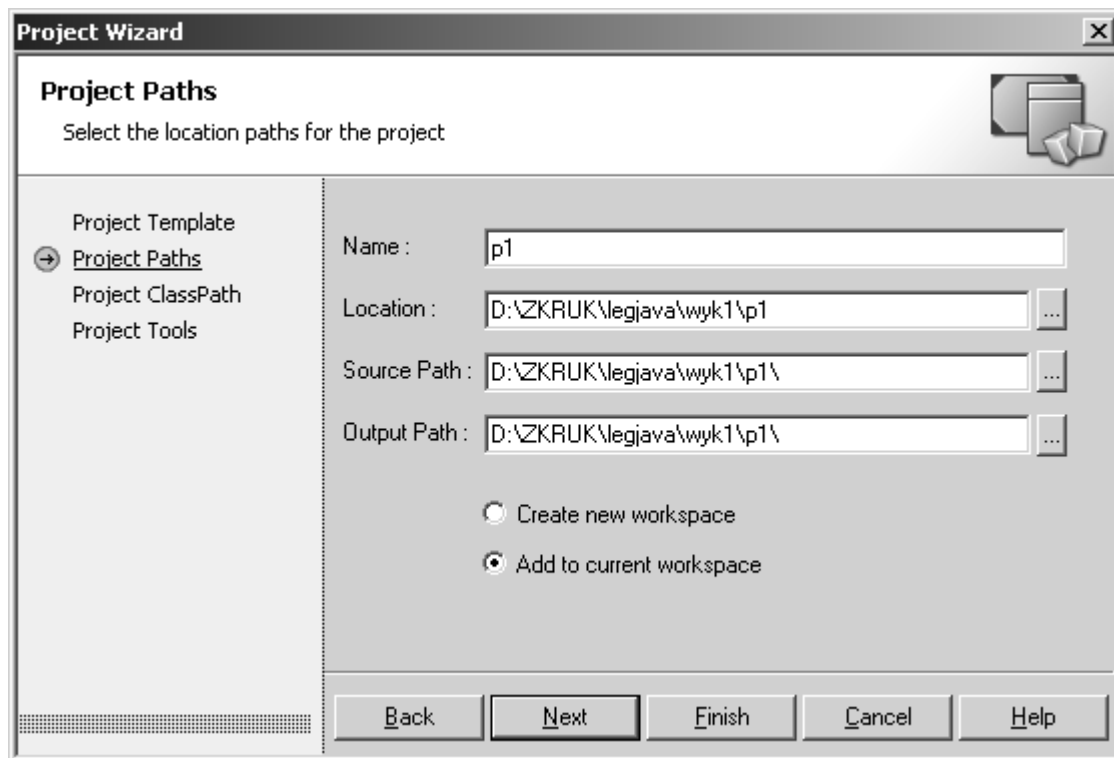 Project Wizard
Project Paths
Select the location paths for the project
Project Template
Project Paths
Project ClassPath
Project Tools
Name : p1
Location : D:\ZKRUK\legjava\wyk1\p1 ...
Source Path : D:\ZKRUK\legjava\wyk1\p1\ ...
Output Path : D:\ZKRUK\legjava\wyk1\p1\ ...
Create new workspace
Add to current workspace
Back Next Finish Cancel Help